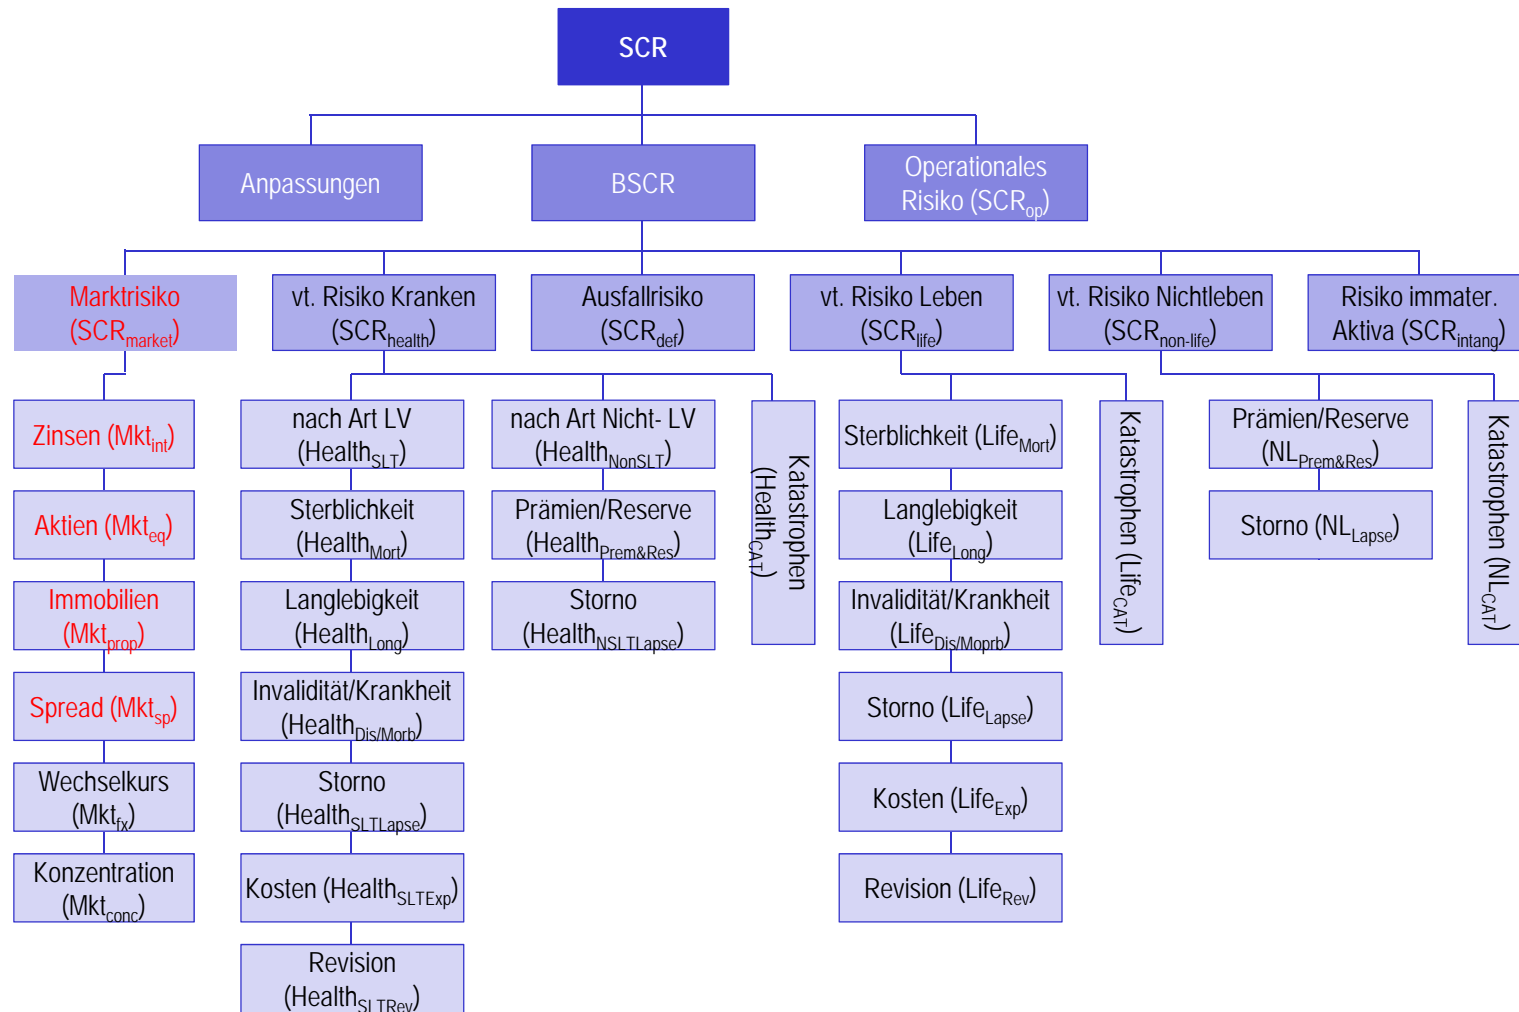 SCR
Anpassungen
BSCR
Operationales
Risiko (SCRop)
Marktrisiko
(SCRmarket)
vt. Risiko Kranken
(SCRhealth)
Ausfallrisiko
(SCRdef)
vt. Risiko Leben
(SCRlife)
vt. Risiko Nichtleben
(SCRnon-life)
Risiko immater.
Aktiva (SCRintang)
Zinsen (Mktint)
Aktien (Mkteq)
Immobilien
(Mktprop)
Spread (Mktsp)
Wechselkurs
(Mktfx)
Konzentration
(Mktconc)
nach Art LV
(HealthSLT)
Sterblichkeit
(HealthMort)
Langlebigkeit
(HealthLong)
Invalidität/Krankheit
(HealthDis/Morb)
Storno
(HealthSLTLapse)
Kosten (HealthSLTExp)
Revision
(HealthSLTRev)
nach Art Nicht- LV
(HealthNonSLT)
Prämien/Reserve
(HealthPrem&Res)
Storno
(HealthNSLTLapse)
Katastrophen
(HealthCAT)
Sterblichkeit (LifeMort)
Langlebigkeit
(LifeLong)
Invalidität/Krankheit
(LifeDis/Moprb)
Storno (LifeLapse)
Kosten (LifeExp)
Revision (LifeRev)
Katastrophen (LifeCAT)
Prämien/Reserve
(NLPrem&Res)
Storno (NLLapse)
Katastrophen (NLCAT)